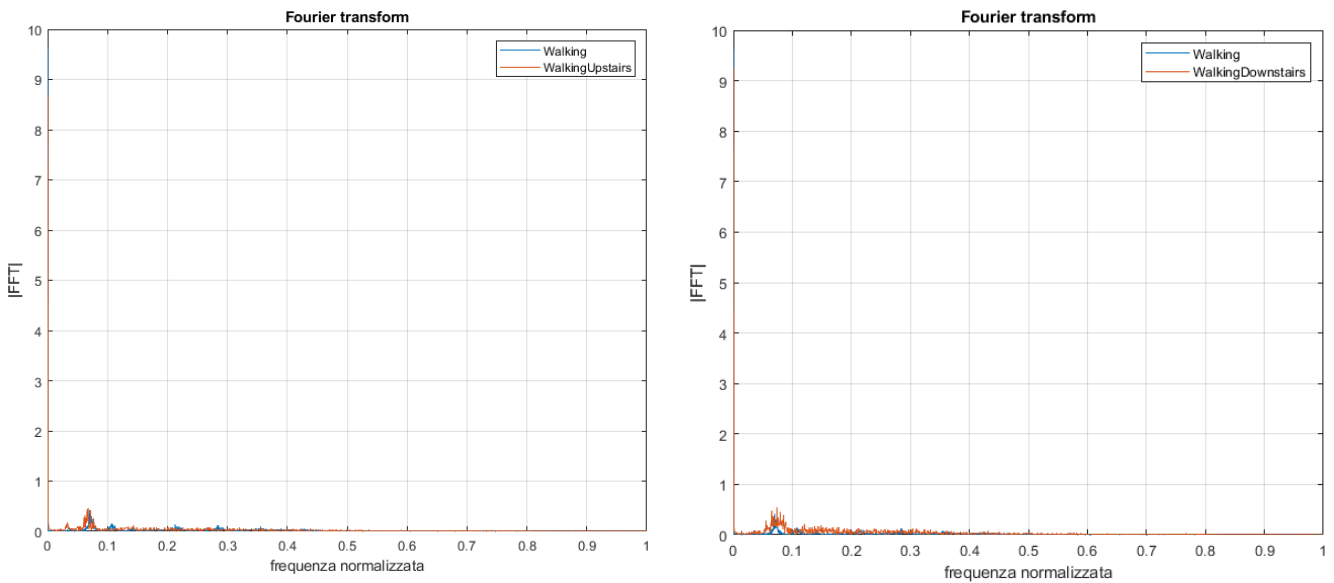 Fourier transform
10
9
8
7
6
5
4
3
2
1
0
|FFT|
Walking
WalkingUpstairs
0 0.1 0.2 0.3 0.4 0.5 0.6 0.7 0.8 0.9 1
frequenza normalizzata
Fourier transform
10
9
8
7
6
5
4
3
2
1
0
|FFT|
Walking
WalkingDownstairs
0 0.1 0.2 0.3 0.4 0.5 0.6 0.7 0.8 0.9 1
frequenza normalizzata